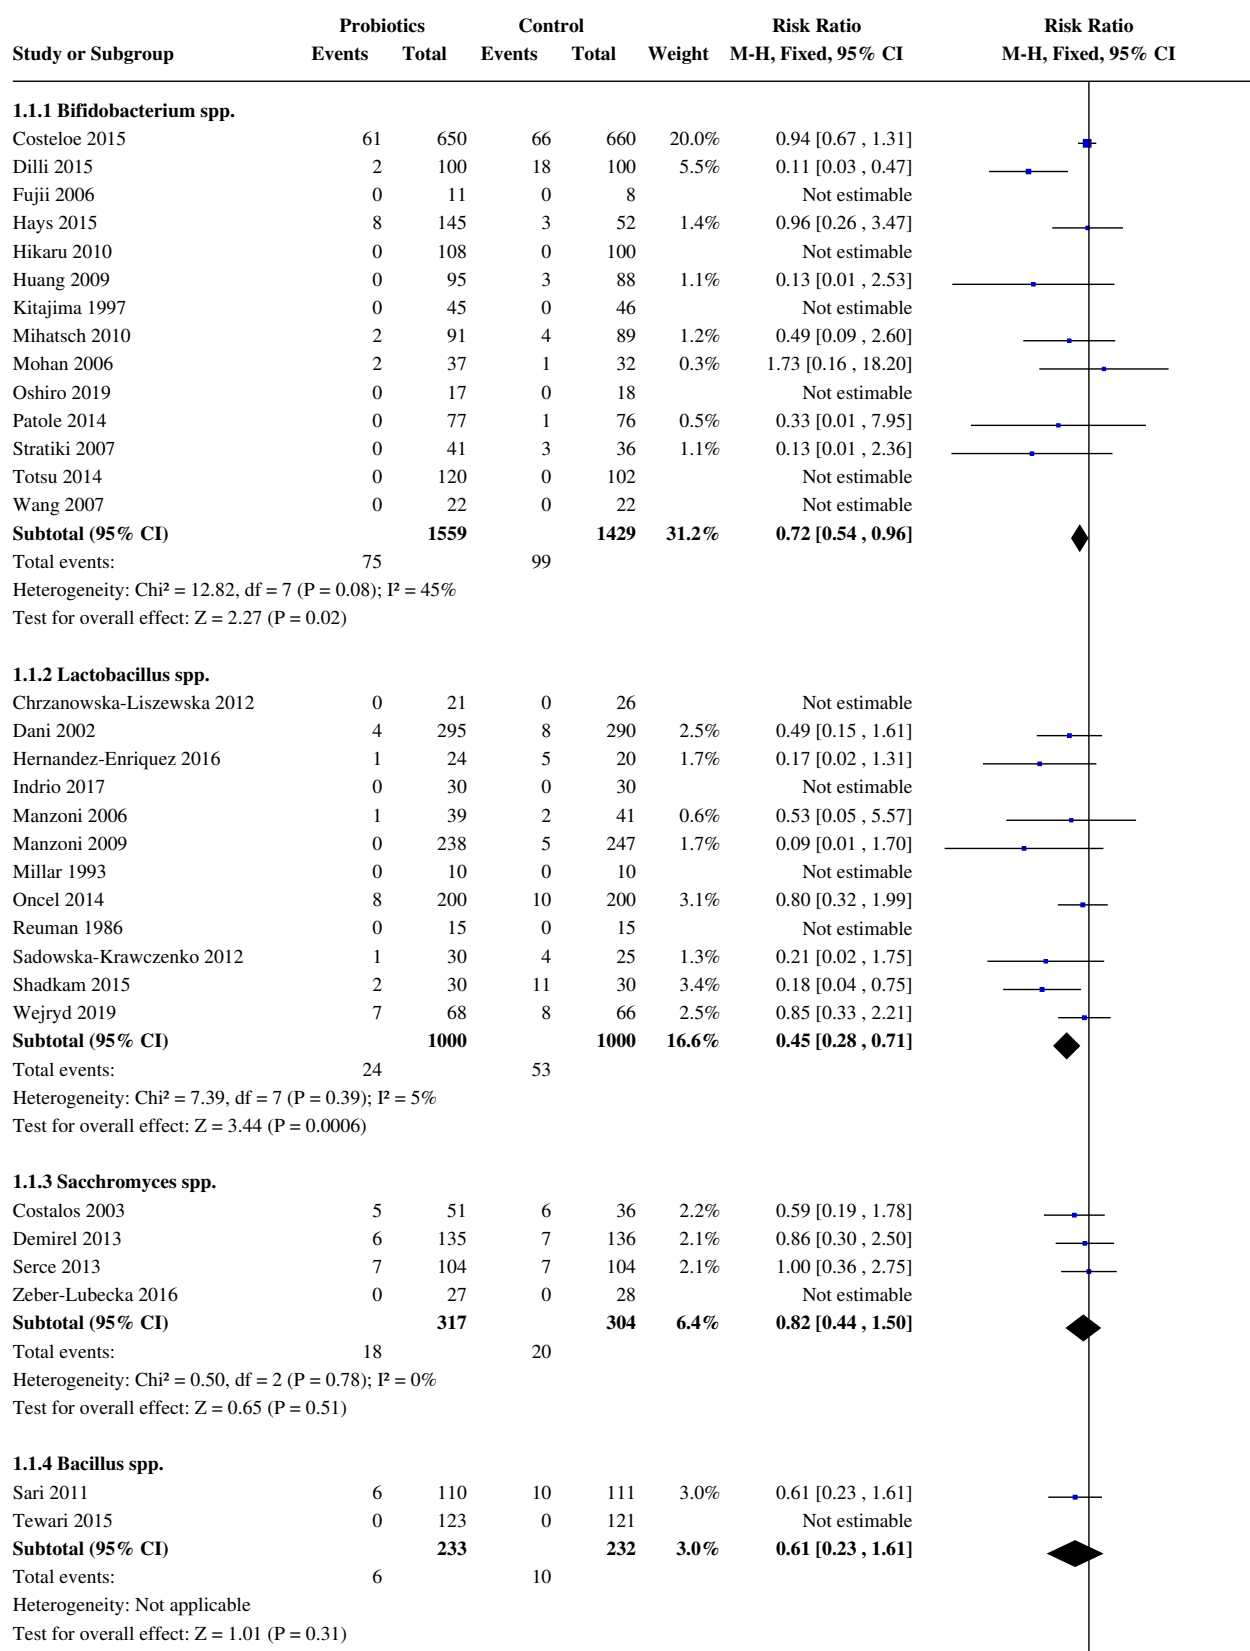 Probiotics Control Risk Ratio Risk Ratio
Study or Subgroup Events Total Events Total Weight M-H, Fixed, 95% CI M-H, Fixed, 95% CI
1.1.1 Bifidobacterium spp.
Costeloe 2015 61 650 66 660 20.0% 0.94 [0.67 , 1.31]
Dilli 2015 2 100 18 100 5.5% 0.11 [0.03 , 0.47]
Fujii 2006 0 11 0 8 Not estimable
Hays 2015 8 145 3 52 1.4% 0.96 [0.26 , 3.47]
Hikaru 2010 0 108 0 100 Not estimable
Huang 2009 0 95 3 88 1.1% 0.13 [0.01 , 2.53]
Kitajima 1997 0 45 0 46 Not estimable
Mihatsch 2010 2 91 4 89 1.2% 0.49 [0.09 , 2.60]
Mohan 2006 2 37 1 32 0.3% 1.73 [0.16 , 18.20]
Oshiro 2019 0 17 0 18 Not estimable
Patole 2014 0 77 1 76 0.5% 0.33 [0.01 , 7.95]
Stratiki 2007 0 41 3 36 1.1% 0.13 [0.01 , 2.36]
Totsu 2014 0 120 0 102 Not estimable
Wang 2007 0 22 0 22 Not estimable
Subtotal (95% CI) 1559 1429 31.2% 0.72 [0.54 , 0.96]
Total events: 75 99
Heterogeneity: Chi² = 12.82, df = 7 (P = 0.08); I² = 45%
Test for overall effect: Z = 2.27 (P = 0.02)
1.1.2 Lactobacillus spp.
Chrzanowska-Liszewska 2012 0 21 0 26 Not estimable
Dani 2002 4 295 8 290 2.5% 0.49 [0.15 , 1.61]
Hernandez-Enriquez 2016 1 24 5 20 1.7% 0.17 [0.02 , 1.31]
Indrio 2017 0 30 0 30 Not estimable
Manzoni 2006 1 39 2 41 0.6% 0.53 [0.05 , 5.57]
Manzoni 2009 0 238 5 247 1.7% 0.09 [0.01 , 1.70]
Millar 1993 0 10 0 10 Not estimable
Oncel 2014 8 200 10 200 3.1% 0.80 [0.32 , 1.99]
Reuman 1986 0 15 0 15 Not estimable
Sadowska-Krawczenko 2012 1 30 4 25 1.3% 0.21 [0.02 , 1.75]
Shadkam 2015 2 30 11 30 3.4% 0.18 [0.04 , 0.75]
Wejryd 2019 7 68 8 66 2.5% 0.85 [0.33 , 2.21]
Subtotal (95% CI) 1000 1000 16.6% 0.45 [0.28 , 0.71]
Total events: 24 53
Heterogeneity: Chi² = 7.39, df = 7 (P = 0.39); I² = 5%
Test for overall effect: Z = 3.44 (P = 0.0006)
1.1.3 Sacchromyces spp.
Costalos 2003 5 51 6 36 2.2% 0.59 [0.19 , 1.78]
Demirel 2013 6 135 7 136 2.1% 0.86 [0.30 , 2.50]
Serce 2013 7 104 7 104 2.1% 1.00 [0.36 , 2.75]
Zeber-Lubecka 2016 0 27 0 28 Not estimable
Subtotal (95% CI) 317 304 6.4% 0.82 [0.44 , 1.50]
Total events: 18 20
Heterogeneity: Chi² = 0.50, df = 2 (P = 0.78); I² = 0%
Test for overall effect: Z = 0.65 (P = 0.51)
1.1.4 Bacillus spp.
Sari 2011 6 110 10 111 3.0% 0.61 [0.23 , 1.61]
Tewari 2015 0 123 0 121 Not estimable
Subtotal (95% CI) 233 232 3.0% 0.61 [0.23 , 1.61]
Total events: 6 10
Heterogeneity: Not applicable
Test for overall effect: Z = 1.01 (P = 0.31)